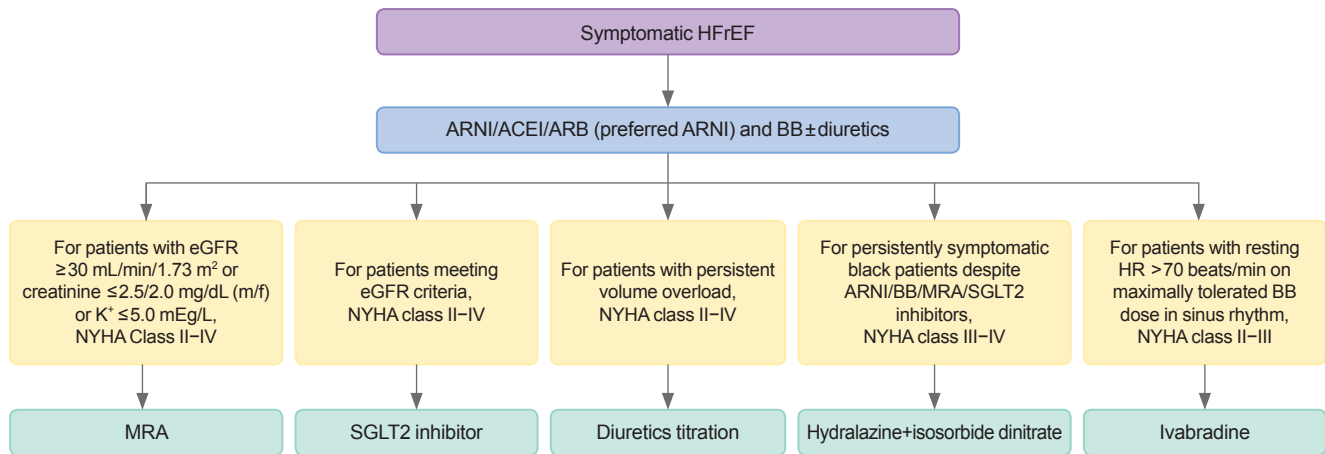 Symptomatic HFrEF
ARNI/ACEI/ARB (preferred ARNI) and BB±diuretics
For patients with eGFR
≥30 mL/min/1.73 m² or
creatinine ≤2.5/2.0 mg/dL (m/f)
or K⁺ ≤5.0 mEg/L,
NYHA Class II−IV
For patients meeting
eGFR criteria,
NYHA class II−IV
For patients with persistent
volume overload,
NYHA class II−IV
For persistently symptomatic
black patients despite
ARNI/BB/MRA/SGLT2
inhibitors,
NYHA class III−IV
For patients with resting
HR >70 beats/min on
maximally tolerated BB
dose in sinus rhythm,
NYHA class II−III
MRA
SGLT2 inhibitor
Diuretics titration
Hydralazine+isosorbide dinitrate
Ivabradine